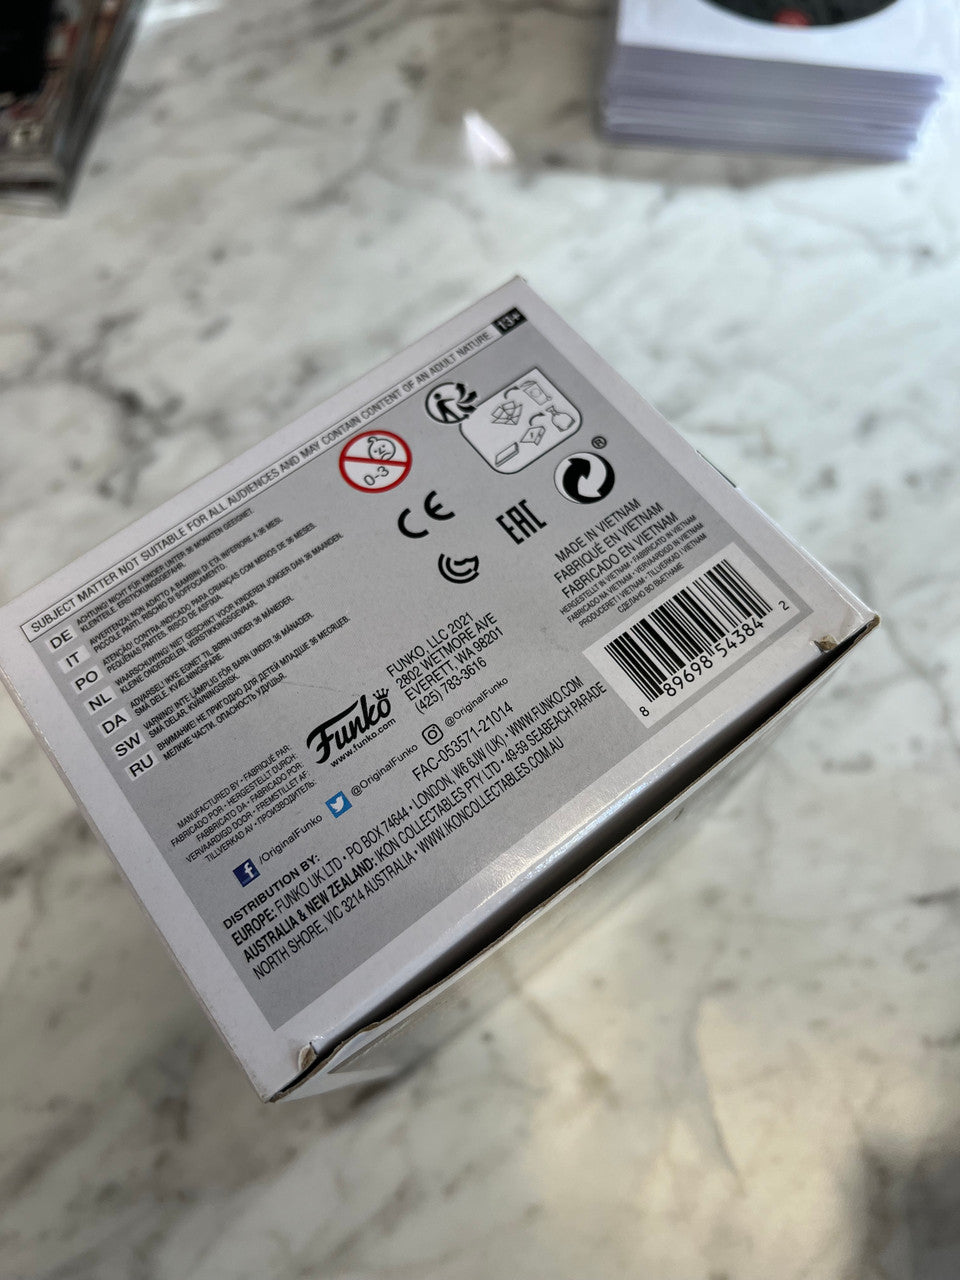 SUBJECT MATTER NOT SUITABLE FOR ALL AUDIENCES AND MAY CONTAIN CONTENT OF AN ADULT NATURE 13+
DE ACHTUNG! NICHT FÜR KINDER UNTER 36 MONATEN GEEIGNET.
KLEINTEILE. ERSTICKUNGSGEFAHR.
IT AVVERTENZA! NON ADATTO A BAMBINI DI ETÀ INFERIORE A 36 MESI.
PICCOLE PARTI. RISCHIO DI SOFFOCAMENTO.
PO ATENÇÃO! CONTRA-INDICADO PARA CRIANÇAS COM MENOS DE 36 MESES.
PEQUENAS PARTES. RISCO DE ASFIXIA.
NL WAARSCHUWING! NIET GESCHIKT VOOR KINDEREN JONGER DAN 36 MAANDEN.
KLEINE ONDERDELEN. VERSTIKKINGSGEVAAR.
DA ADVARSEL! IKKE EGNET TIL BØRN UNDER 36 MÅNEDER.
SMÅ DELE. KVÆLNINGSFARE.
SW VARNING! INTE LÄMPLIG FÖR BARN UNDER 36 MÅNADER.
SMÅ DELAR. KVÄVNINGSRISK.
RU ВНИМАНИЕ! НЕ ПРИГОДНО ДЛЯ ДЕТЕЙ МЛАДШЕ 36 МЕСЯЦЕВ.
МЕЛКИЕ ЧАСТИ. ОПАСНОСТЬ УДУШЬЯ.
0-3
CE
EAC
®
MADE IN VIETNAM
FABRIQUÉ EN VIETNAM
FABRICADO EN VIETNAM
HERGESTELLT IN VIETNAM • FABBRICATO IN VIETNAM
FABRICADO NA VIETNAM • VERVAARDIGD IN VIETNAM
PRODUCERET I VIETNAM • TILLVERKAD I VIETNAM
СДЕЛАНО ВО ВЬЕТНАМЕ
8 89698 54384 2
MANUFACTURED BY • FABRIQUÉ PAR:
FABRICADO POR • HERGESTELLT DURCH:
FABBRICATO DA • FABRICADO POR:
VERVAARDIGD DOOR • FREMSTILLET AF:
TILLVERKAD AV • ПРОИЗВОДИТЕЛЬ:
Funko
www.funko.com
FUNKO, LLC 2021
2802 WETMORE AVE
EVERETT, WA 98201
(425) 783-3616
/OriginalFunko
@OriginalFunko
@OriginalFunko
FAC-053571-21014
DISTRIBUTION BY:
EUROPE: FUNKO UK LTD • PO BOX 74644 • LONDON, W6 6JW (UK) • WWW.FUNKO.COM
AUSTRALIA & NEW ZEALAND: IKON COLLECTABLES PTY LTD • 49-59 SEABEACH PARADE
NORTH SHORE, VIC 3214 AUSTRALIA • WWW.IKONCOLLECTABLES.COM.AU